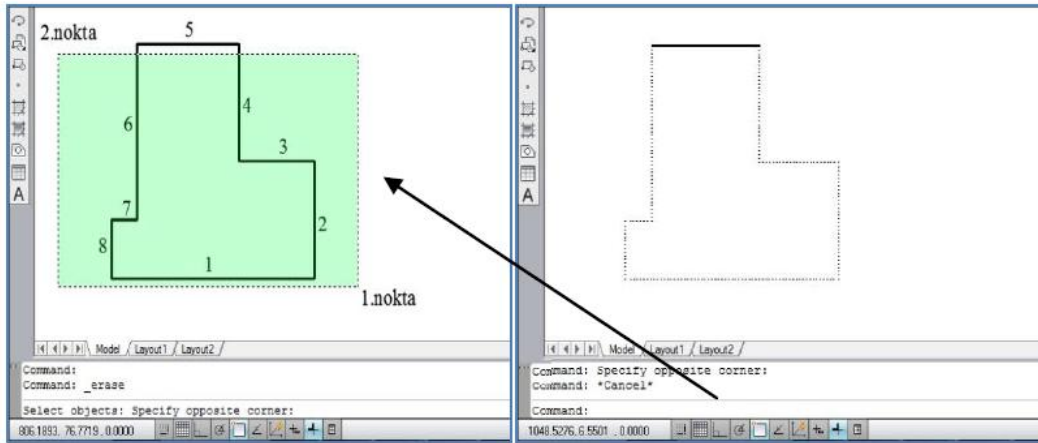 2.nokta
5
4
6
3
7
2
8
1
1.nokta
A
Model Layout1 Layout2
Command:
Command: _erase
Select objects: Specify opposite corner:
806.1893, 76.7719, 0.0000
A
Model Layout1 Layout2
Command: Specify opposite corner:
Command: *Cancel*
Command:
1048.5276, 6.5501, 0.0000